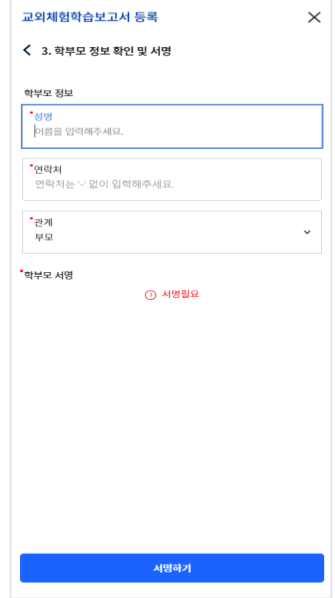 교외체험학습보고서 등록
3. 학부모 정보 확인 및 서명
학부모 정보
*성명
이름을 입력해주세요.
*연락처
연락처는 '-' 없이 입력해주세요.
*관계
부모
*학부모 서명
서명필요
서명하기